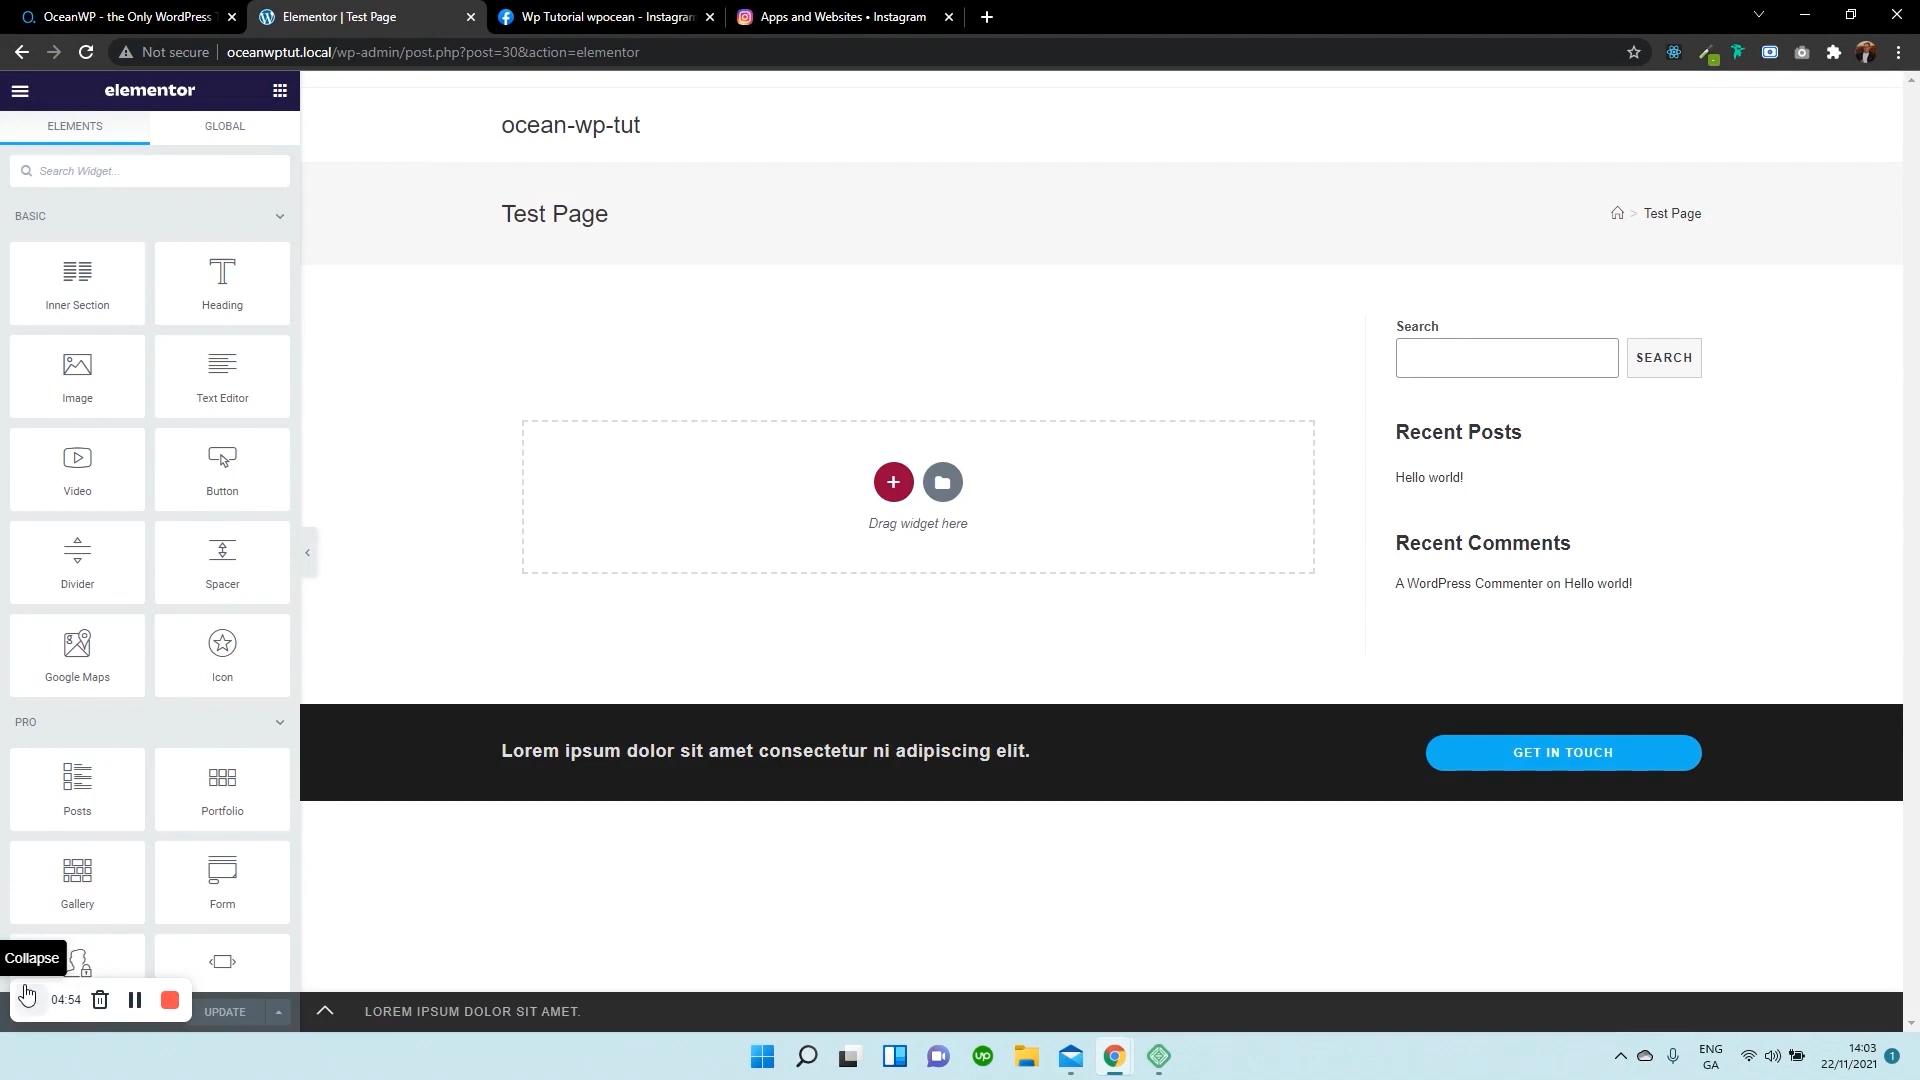 OceanWP - the Only WordPress T
Elementor | Test Page
Wp Tutorial wpocean - Instagram
Apps and Websites • Instagram
Not secure
oceanwptut.local/wp-admin/post.php?post=30&action=elementor
elementor
ELEMENTS
GLOBAL
Search Widget...
BASIC
Inner Section
Heading
Image
Text Editor
Video
Button
Divider
Spacer
Google Maps
Icon
PRO
Posts
Portfolio
Gallery
Form
Collapse
04:54
UPDATE
ocean-wp-tut
Test Page
> Test Page
Drag widget here
Search
SEARCH
Recent Posts
Hello world!
Recent Comments
A WordPress Commenter on Hello world!
Lorem ipsum dolor sit amet consectetur ni adipiscing elit.
GET IN TOUCH
LOREM IPSUM DOLOR SIT AMET.
up
ENG
GA
14:03
22/11/2021
1